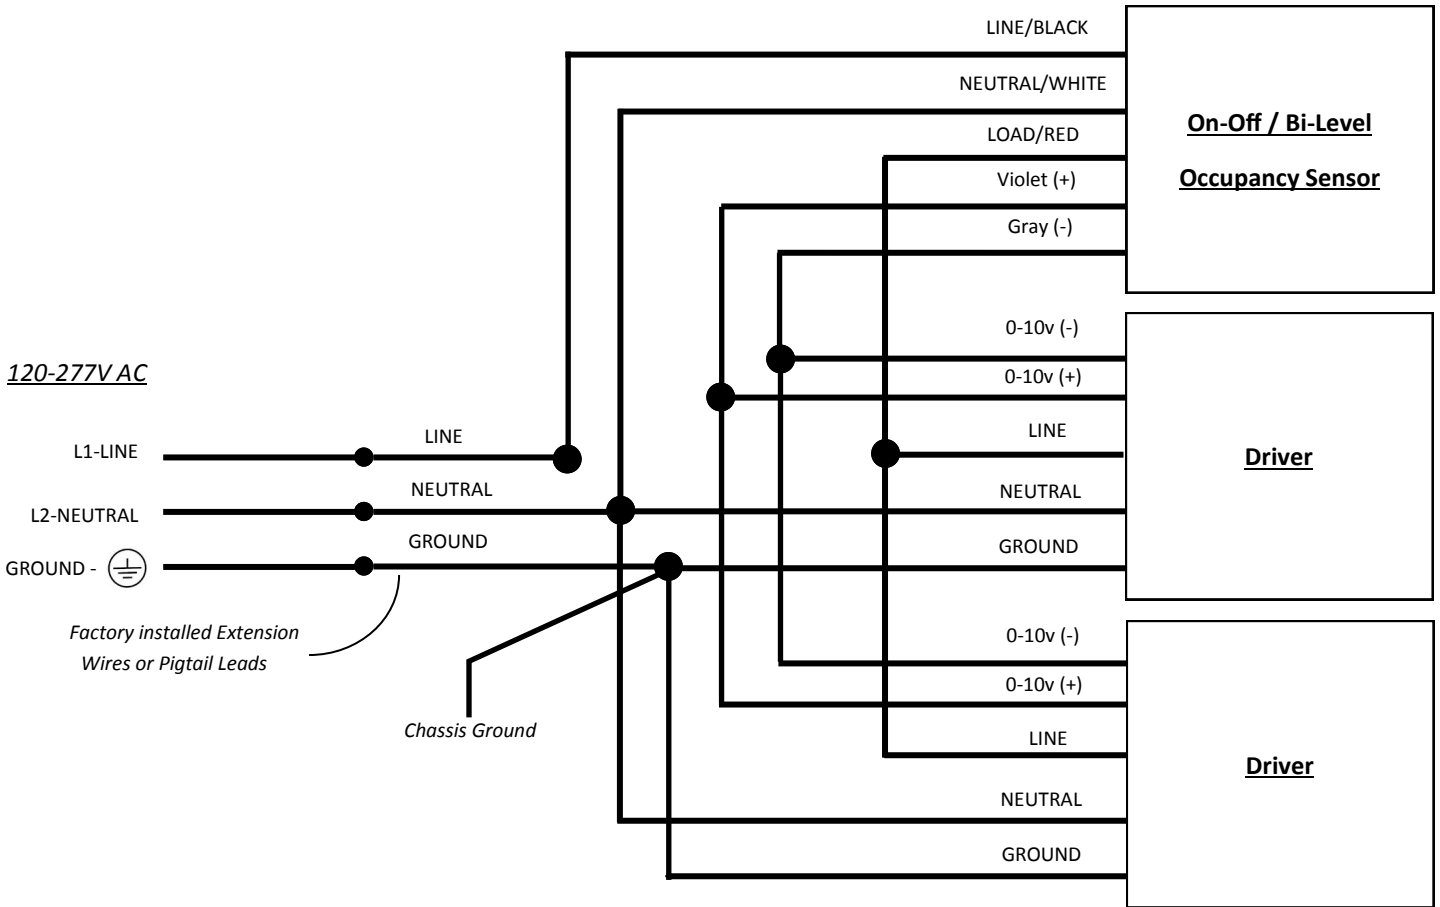 LINE/BLACK
NEUTRAL/WHITE
LOAD/RED
Violet (+)
Gray (-)
On-Off / Bi-Level
Occupancy Sensor
120-277V AC
L1-LINE
LINE
L2-NEUTRAL
NEUTRAL
GROUND -
GROUND
Factory installed Extension
Wires or Pigtail Leads
Chassis Ground
0-10v (-)
0-10v (+)
LINE
NEUTRAL
GROUND
Driver
0-10v (-)
0-10v (+)
LINE
NEUTRAL
GROUND
Driver